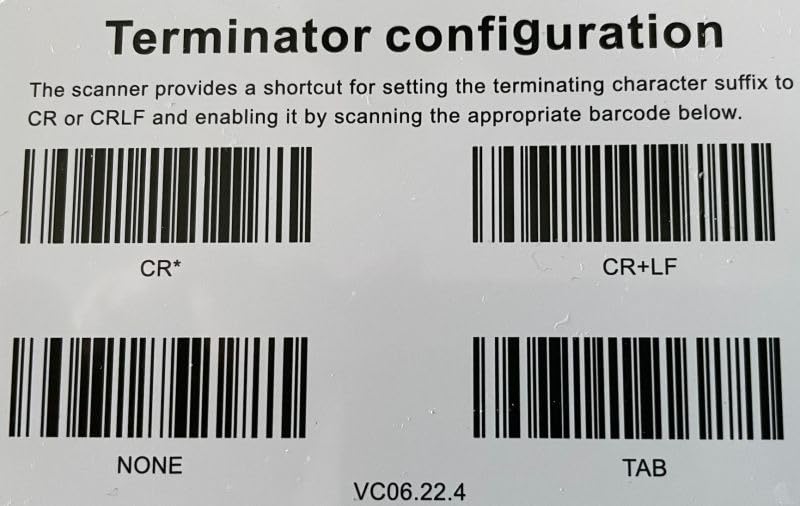 Terminator configuration
The scanner provides a shortcut for setting the terminating character suffix to
CR or CRLF and enabling it by scanning the appropriate barcode below.
CR*
CR+LF
NONE
TAB
VC06.22.4